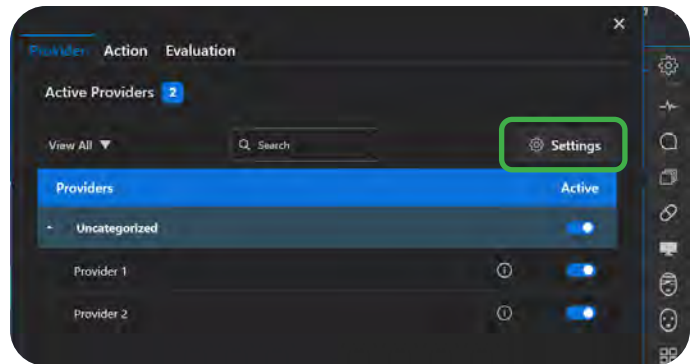 Provider Action Evaluation
Active Providers 2
View All ▼ Search Settings
Providers Active
Uncategorized
Provider 1
Provider 2